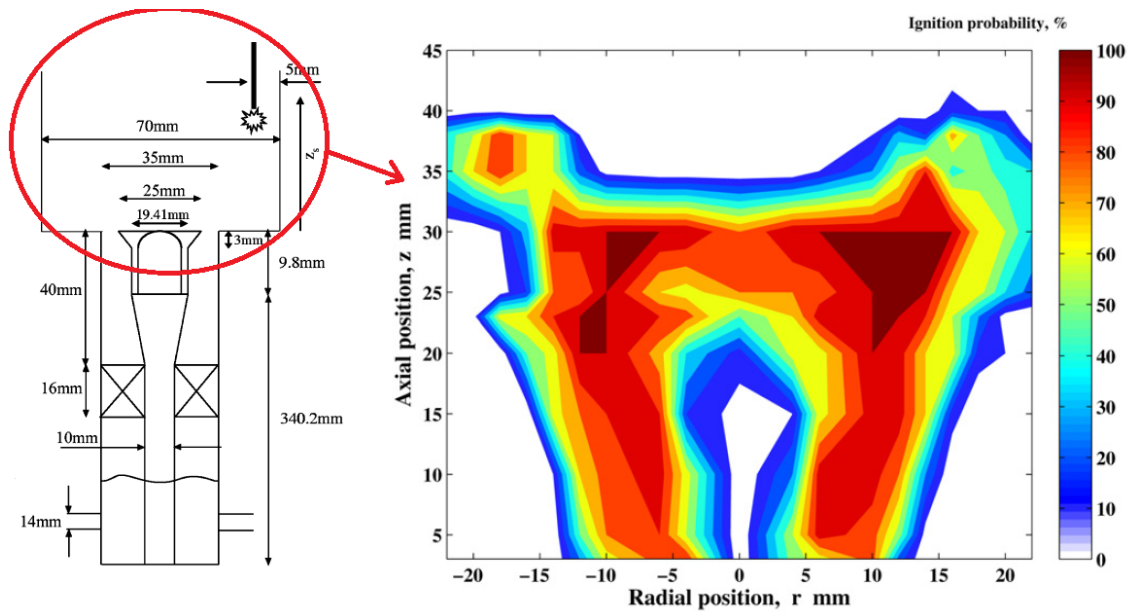 5mm
70mm
z_s
35mm
25mm
19.41mm
3mm
9.8mm
40mm
16mm
340.2mm
10mm
14mm
Ignition probability, %
Axial position, z mm
45
40
35
30
25
20
15
10
5
−20 −15 −10 −5 0 5 10 15 20
Radial position, r mm
100
90
80
70
60
50
40
30
20
10
0